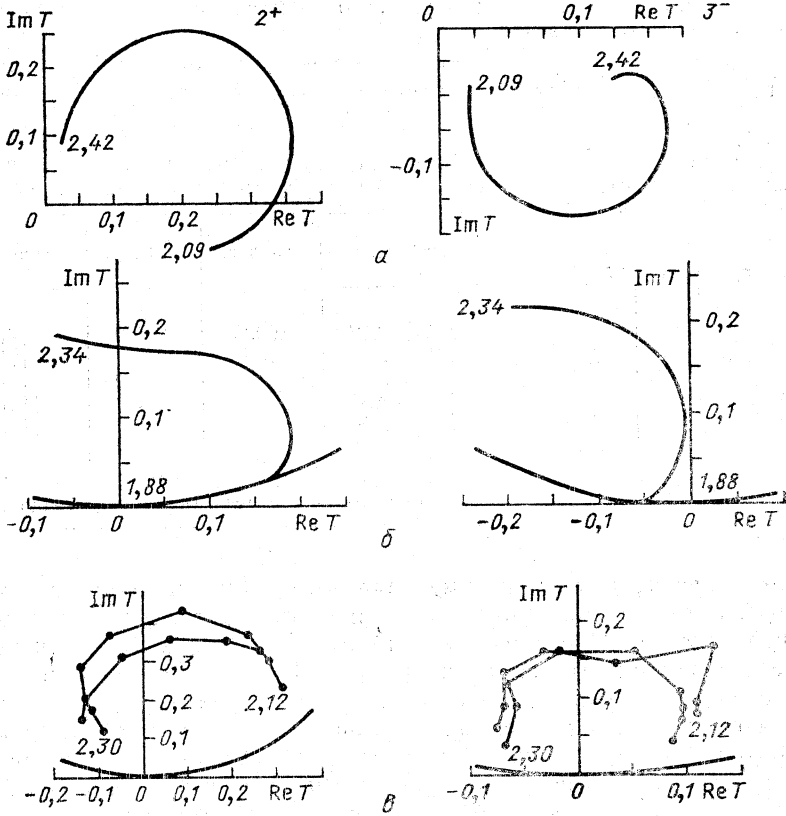 Im T 2⁺
0,2
0,1
2,42
0 0,1 0,2 Re T
2,09
0 0,1 Re T 3⁻
2,42
2,09
-0,1
Im T
а
Im T
0,2
2,34
0,1
1,88
-0,1 0 0,1 Re T
Im T
2,34
0,2
0,1
1,88
-0,2 -0,1 0 Re T
б
Im T
0,3
0,2
2,12
0,1
2,30
-0,2 -0,1 0 0,1 0,2 Re T
Im T
0,2
0,1
2,12
2,30
-0,1 0 0,1 Re T
в